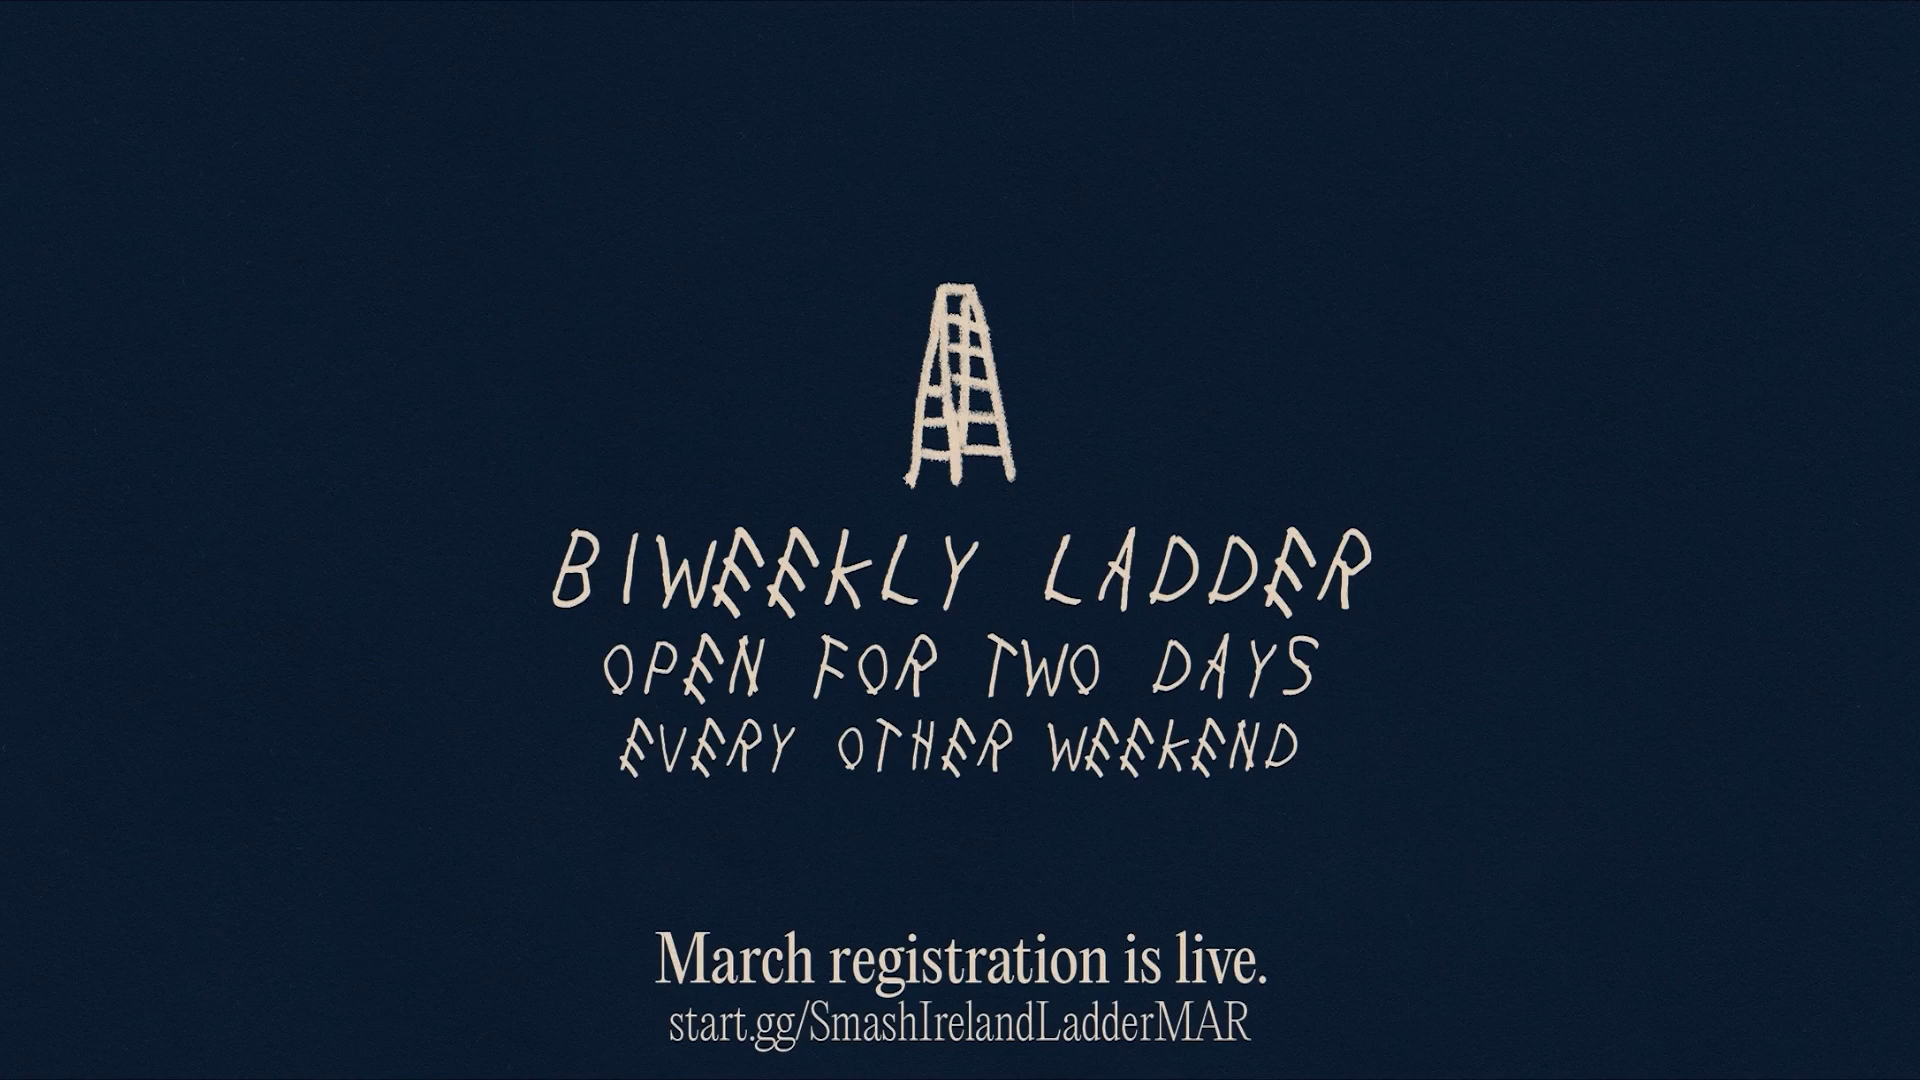 BIWEEKLY LADDER
OPEN FOR TWO DAYS
EVERY OTHER WEEKEND
March registration is live.
start.gg/SmashIrelandLadderMAR